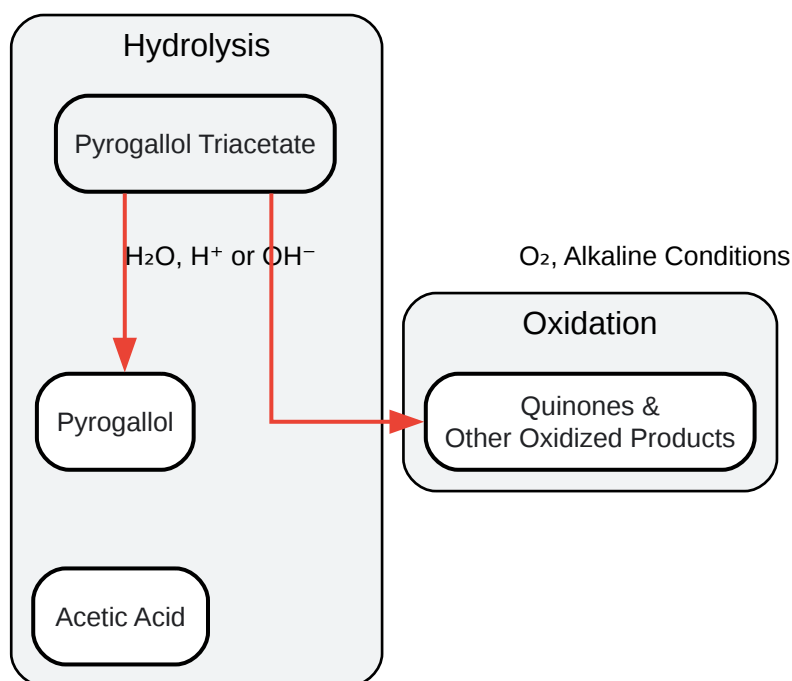 Hydrolysis
Pyrogallol Triacetate
H₂O, H⁺ or OH⁻
O₂, Alkaline Conditions
Oxidation
Pyrogallol
Quinones &
Other Oxidized Products
Acetic Acid